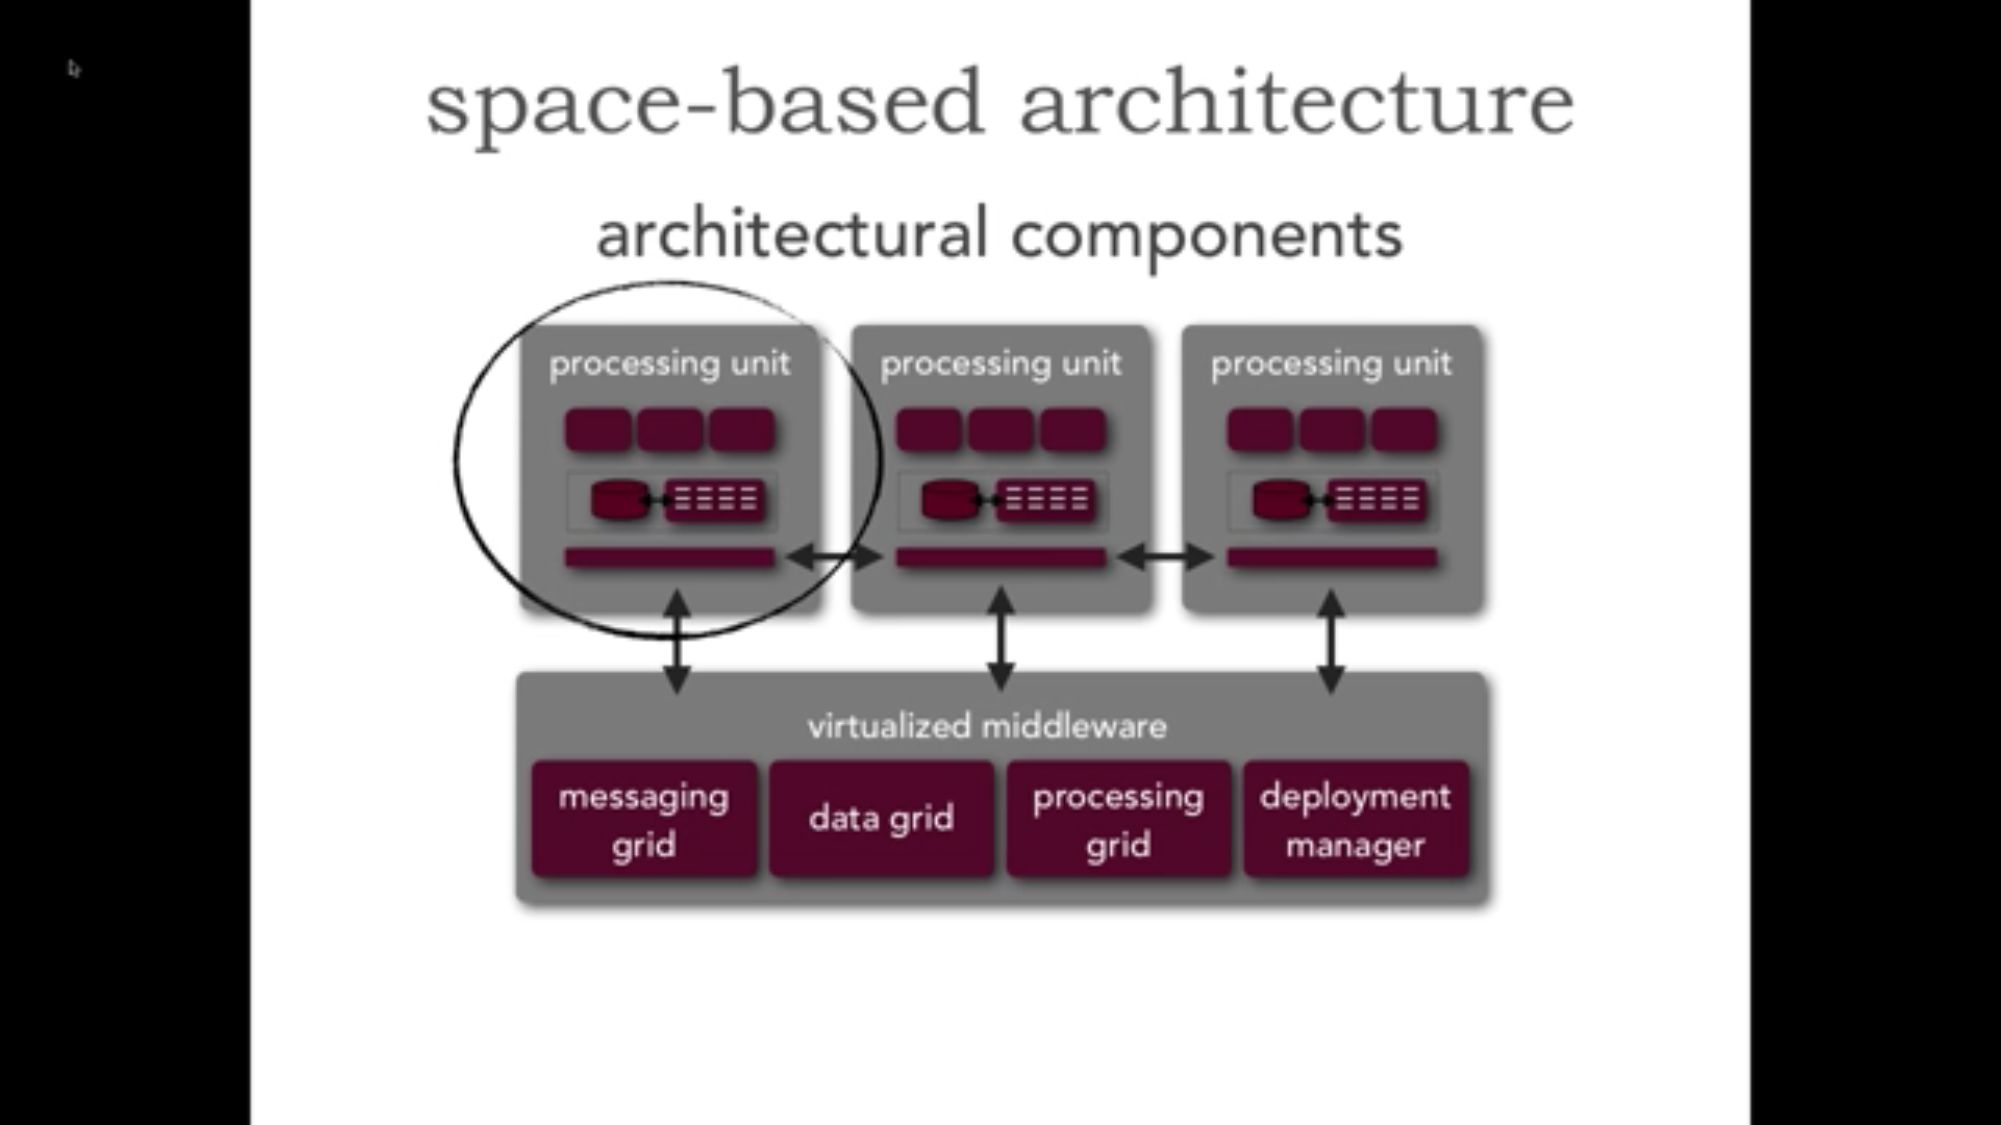 space-based architecture
architectural components
processing unit
processing unit
processing unit
virtualized middleware
messaging
grid
data grid
processing
grid
deployment
manager